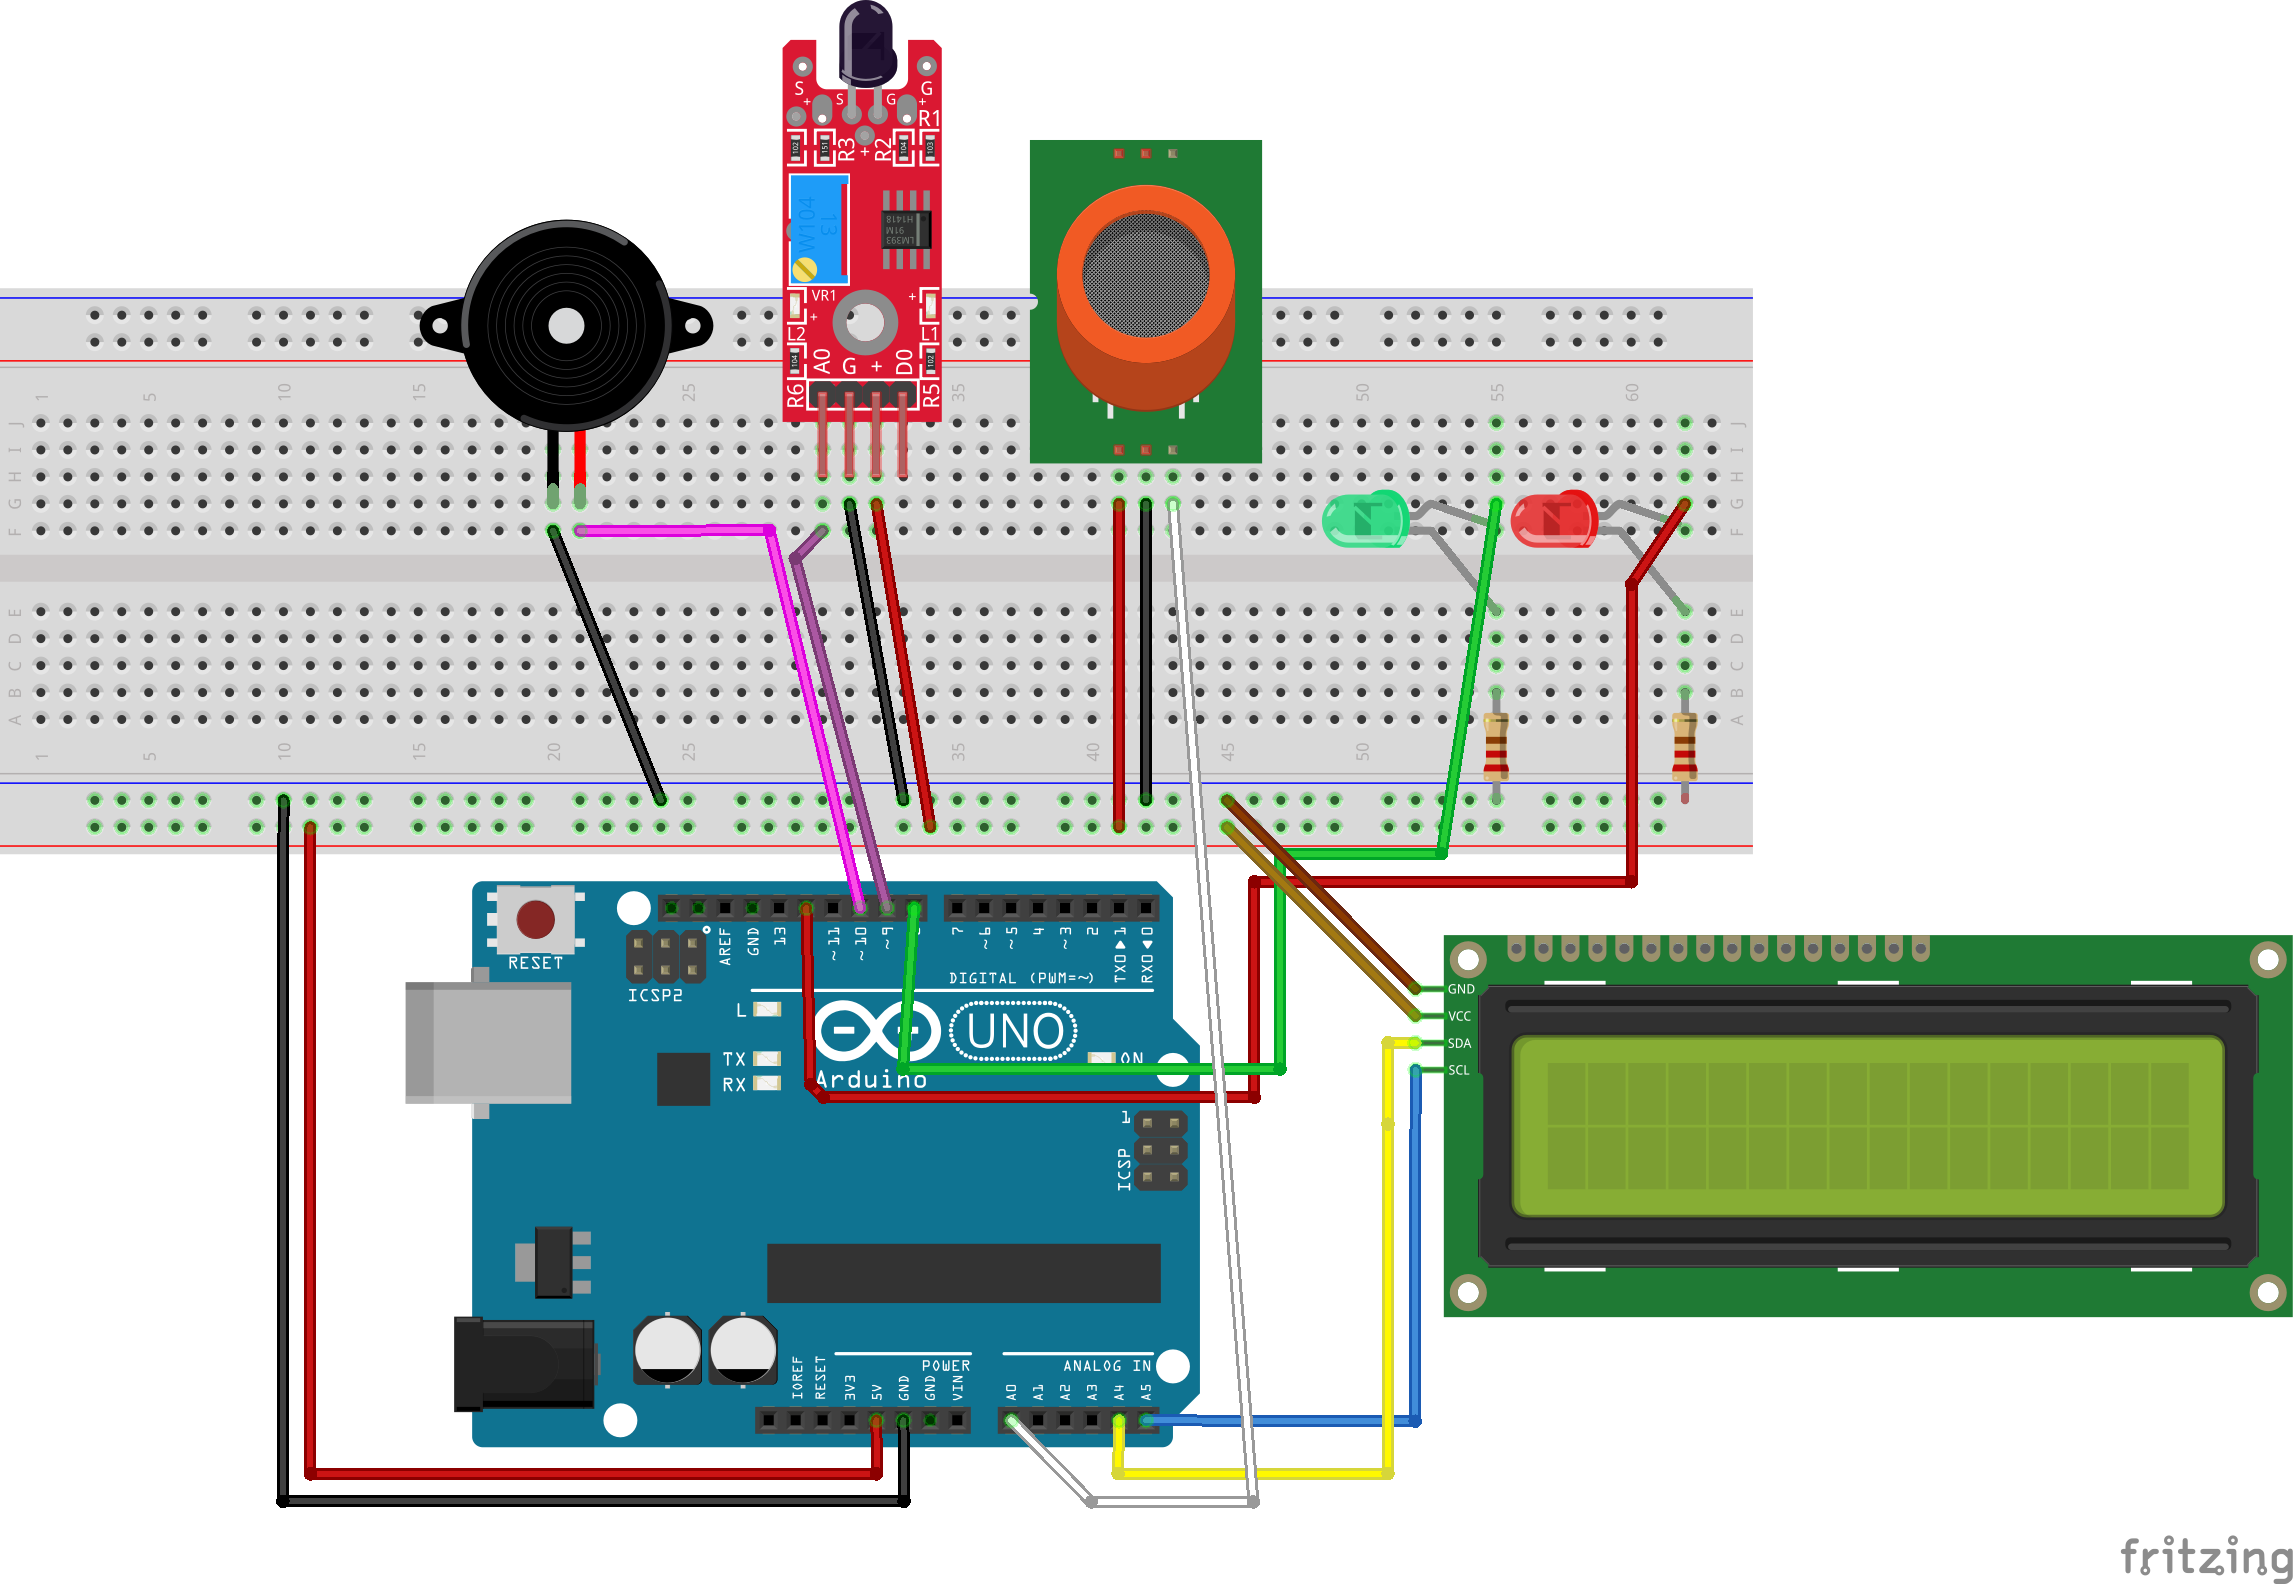 S
G
+
S
G
+
R1
102
151
R3
+
R2
104
103
W104
13
LM393
91M
H1418
VR1
+
+
L2
L1
104
A0
G
+
D0
102
R6
R5
1
5
10
15
25
35
50
55
60
J
I
H
G
F
J
I
H
G
F
E
D
C
B
A
E
D
C
B
A
1
5
10
15
20
25
35
40
45
50
RESET
ICSP2
AREF
GND
13
~11
~10
~9
7
~6
~5
4
~3
2
TX0▶1
RX0◀0
DIGITAL (PWM=~)
L
TX
RX
UNO
ON
Arduino
1
ICSP
GND
VCC
SDA
SCL
IOREF
RESET
3V3
5V
GND
GND
VIN
POWER
A0
A1
A2
A3
A4
A5
ANALOG IN
fritzing